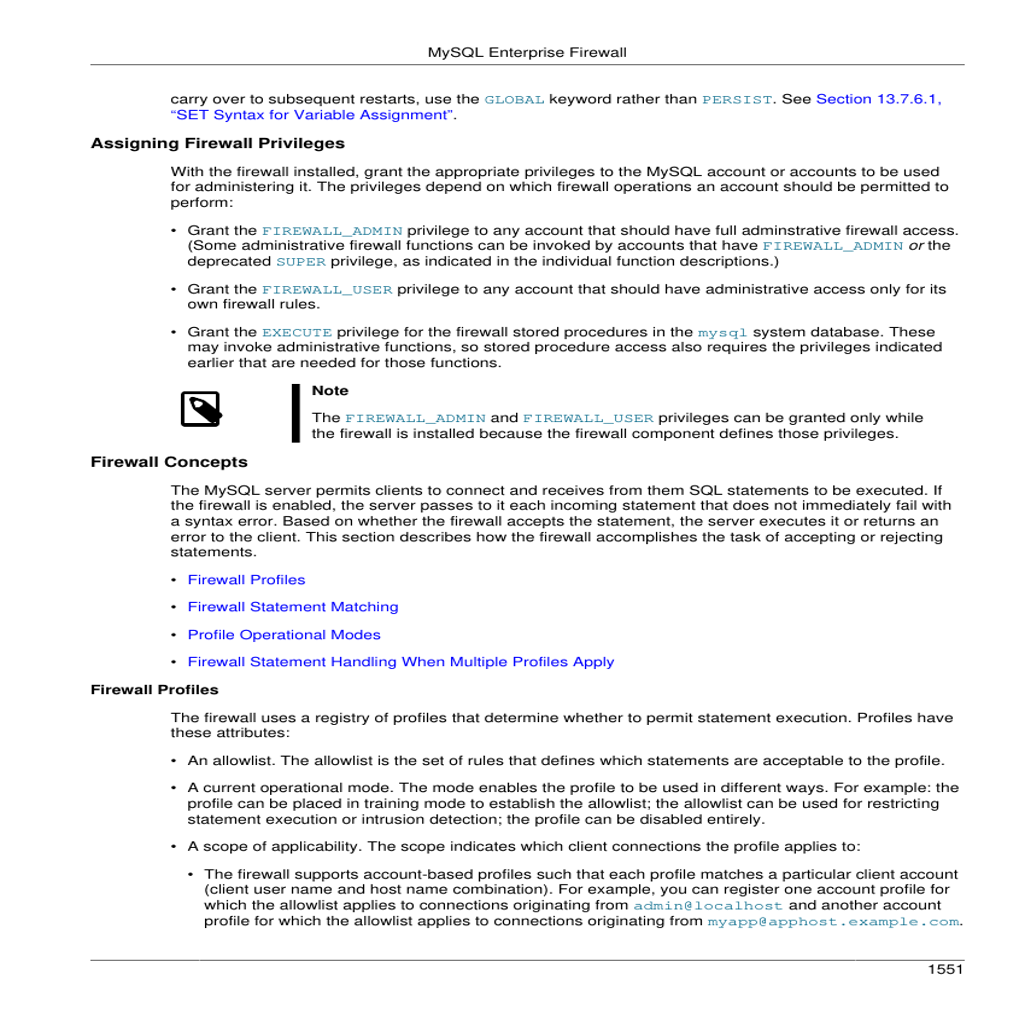 MySQL Enterprise Firewall
carry over to subsequent restarts, use the GLOBAL keyword rather than PERSIST. See Section 13.7.6.1,
“SET Syntax for Variable Assignment”.
Assigning Firewall Privileges
With the firewall installed, grant the appropriate privileges to the MySQL account or accounts to be used
for administering it. The privileges depend on which firewall operations an account should be permitted to
perform:
• Grant the FIREWALL_ADMIN privilege to any account that should have full adminstrative firewall access.
(Some administrative firewall functions can be invoked by accounts that have FIREWALL_ADMIN or the
deprecated SUPER privilege, as indicated in the individual function descriptions.)
• Grant the FIREWALL_USER privilege to any account that should have administrative access only for its
own firewall rules.
• Grant the EXECUTE privilege for the firewall stored procedures in the mysql system database. These
may invoke administrative functions, so stored procedure access also requires the privileges indicated
earlier that are needed for those functions.
Note
The FIREWALL_ADMIN and FIREWALL_USER privileges can be granted only while
the firewall is installed because the firewall component defines those privileges.
Firewall Concepts
The MySQL server permits clients to connect and receives from them SQL statements to be executed. If
the firewall is enabled, the server passes to it each incoming statement that does not immediately fail with
a syntax error. Based on whether the firewall accepts the statement, the server executes it or returns an
error to the client. This section describes how the firewall accomplishes the task of accepting or rejecting
statements.
• Firewall Profiles
• Firewall Statement Matching
• Profile Operational Modes
• Firewall Statement Handling When Multiple Profiles Apply
Firewall Profiles
The firewall uses a registry of profiles that determine whether to permit statement execution. Profiles have
these attributes:
• An allowlist. The allowlist is the set of rules that defines which statements are acceptable to the profile.
• A current operational mode. The mode enables the profile to be used in different ways. For example: the
profile can be placed in training mode to establish the allowlist; the allowlist can be used for restricting
statement execution or intrusion detection; the profile can be disabled entirely.
• A scope of applicability. The scope indicates which client connections the profile applies to:
• The firewall supports account-based profiles such that each profile matches a particular client account
(client user name and host name combination). For example, you can register one account profile for
which the allowlist applies to connections originating from admin@localhost and another account
profile for which the allowlist applies to connections originating from myapp@apphost.example.com.
1551